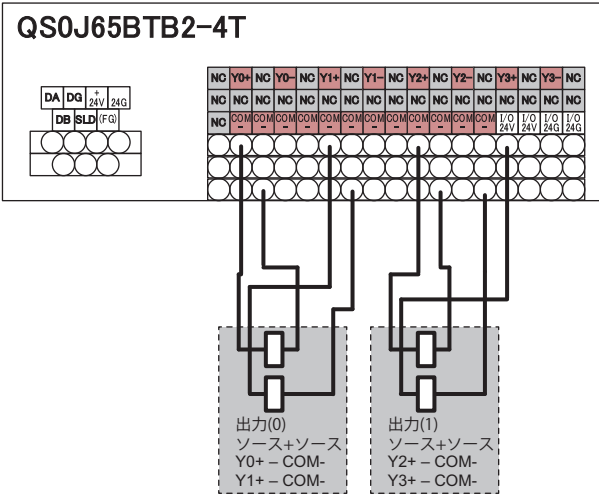 QS0J65BTB2-4T
DA DG +24V 24G
DB SLD (FG)
NC Y0+ NC Y0- NC Y1+ NC Y1- NC Y2+ NC Y2- NC Y3+ NC Y3- NC
NC NC NC NC NC NC NC NC NC NC NC NC NC NC NC NC NC
NC COM- COM- COM- COM- COM- COM- COM- COM- COM- COM- COM- COM- I/O 24V I/O 24V I/O 24G I/O 24G
出力(0)
ソース+ソース
Y0+ – COM-
Y1+ – COM-
出力(1)
ソース+ソース
Y2+ – COM-
Y3+ – COM-